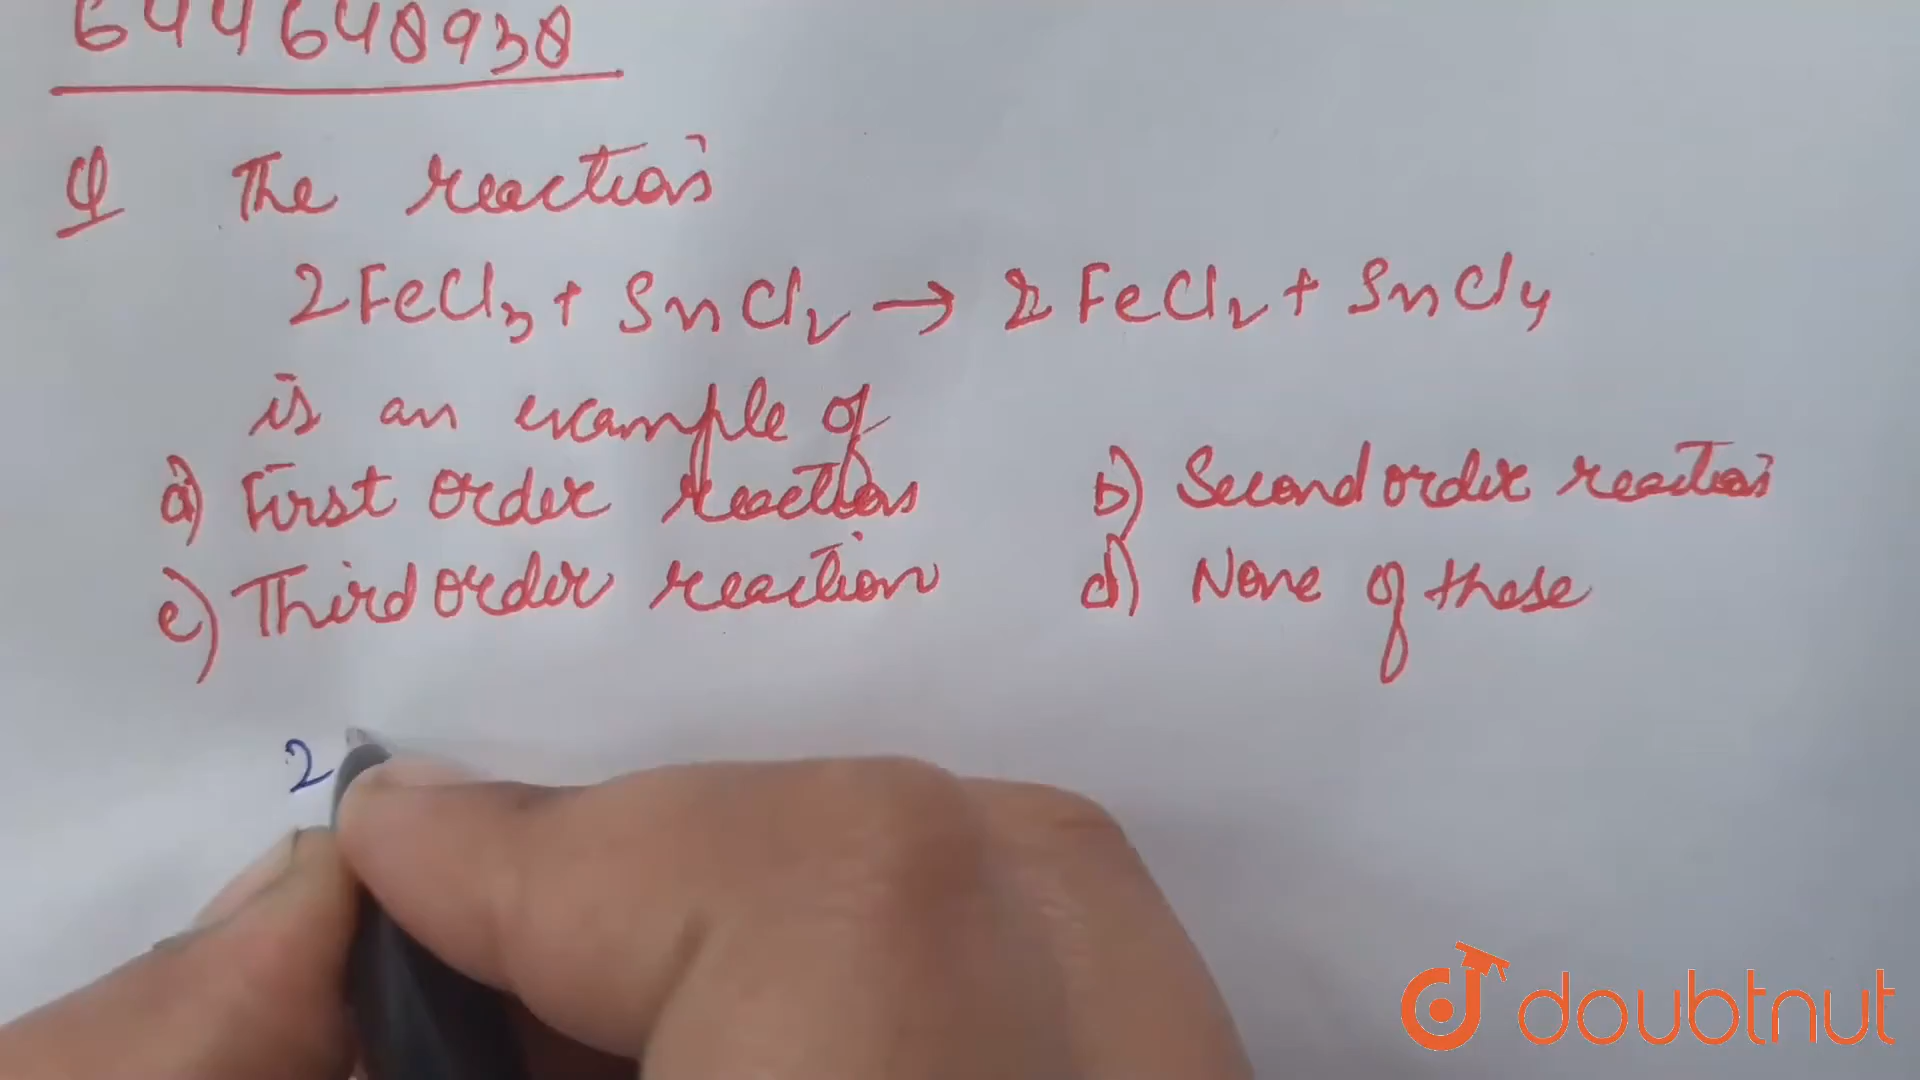 644648938
Q The reaction
2FeCl3 + SnCl2 → 2FeCl2 + SnCl4
is an example of
a) First order reaction b) Second order reaction
c) Third order reaction d) None of these
2
doubtnut